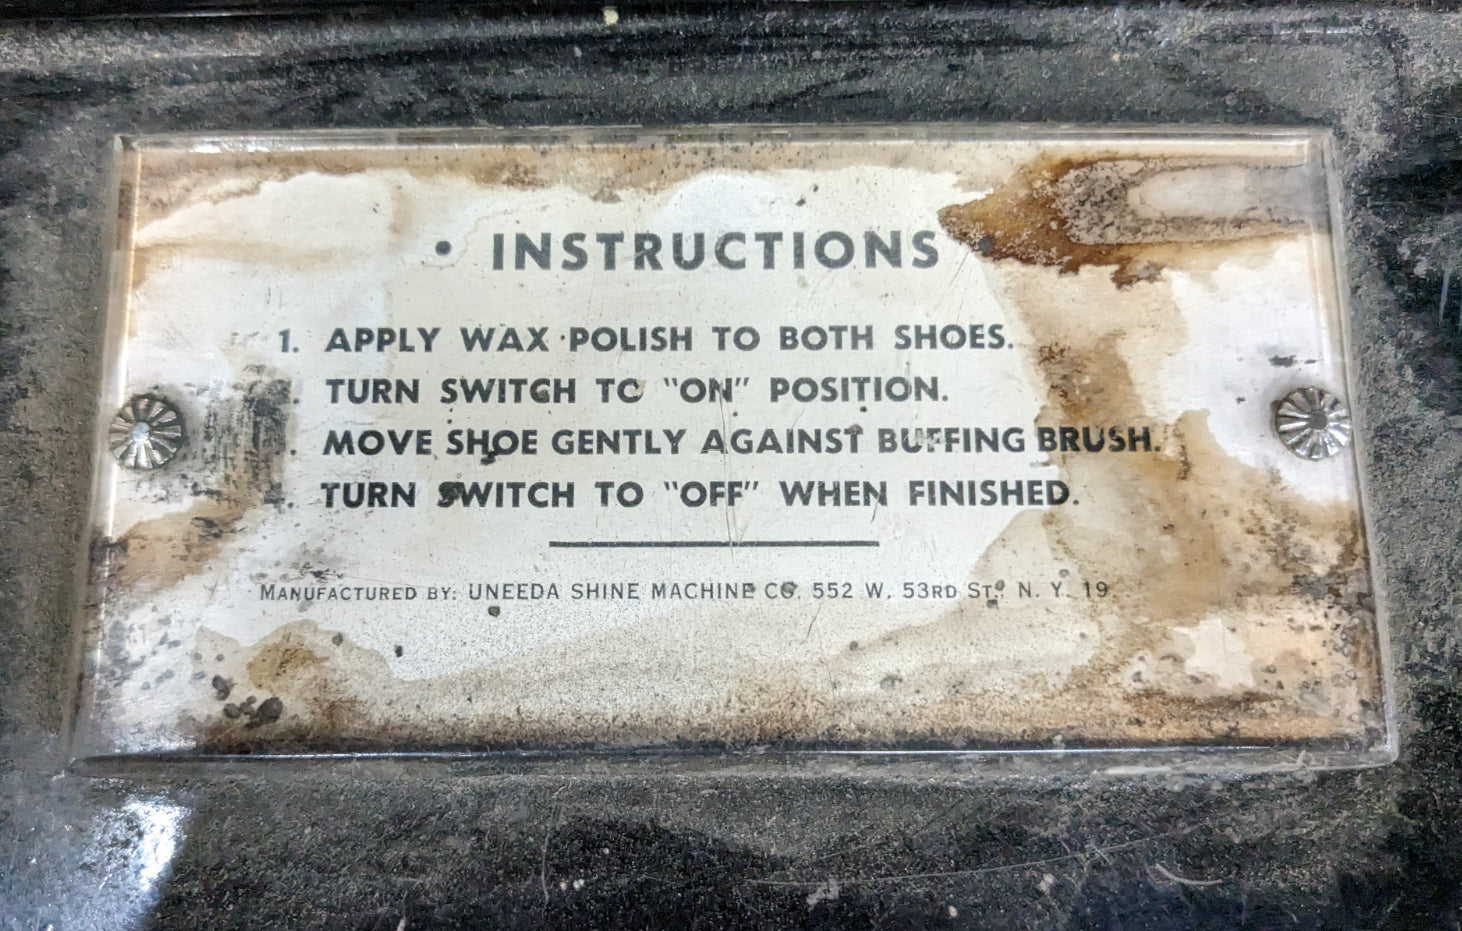 • INSTRUCTIONS
1. APPLY WAX POLISH TO BOTH SHOES.
. TURN SWITCH TO "ON" POSITION.
. MOVE SHOE GENTLY AGAINST BUFFING BRUSH.
. TURN SWITCH TO "OFF" WHEN FINISHED.
MANUFACTURED BY: UNEEDA SHINE MACHINE CO. 552 W. 53RD ST., N. Y. 19